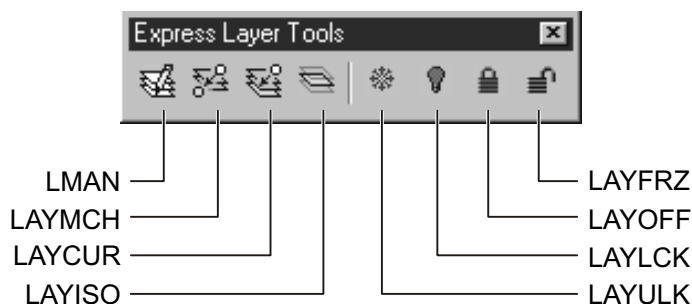 Express Layer Tools
LMAN
LAYMCH
LAYCUR
LAYISO
LAYFRZ
LAYOFF
LAYLCK
LAYULK